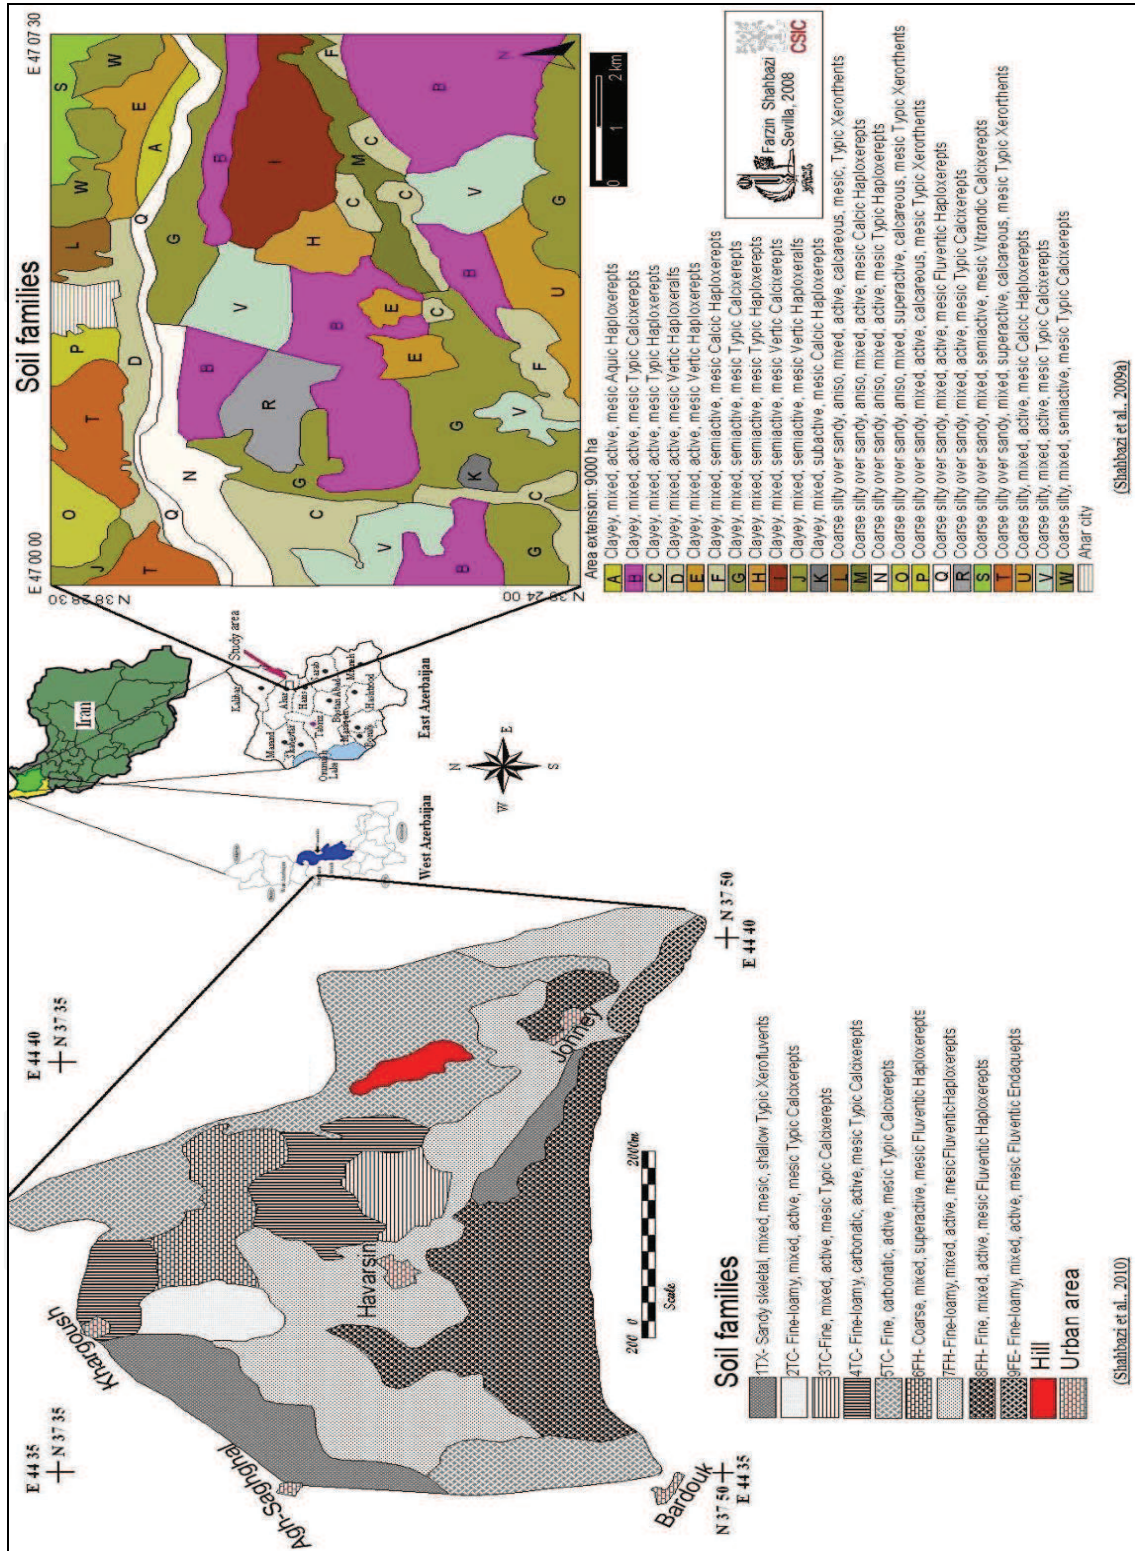 Soil families
E 47 00 00
E 47 07 30
N 38 28 30
N 38 24 00
J
O
T
P
L
W
S
W
E
A
T
Q
D
Q
N
G
B
I
F
B
V
H
M
C
C
C
B
R
B
G
C
E
E
C
B
V
V
B
G
K
C
G
V
F
U
G
N
0 1 2 km
Farzin Shahbazi
Sevilla, 2008
CSIC
Area extension: 9000 ha
A Clayey, mixed, active, mesic Aquic Haploxerepts
B Clayey, mixed, active, mesic Typic Calcixerepts
C Clayey, mixed, active, mesic Typic Haploxerepts
D Clayey, mixed, active, mesic Vertic Haploxeralfs
E Clayey, mixed, active, mesic Vertic Haploxerepts
F Clayey, mixed, semiactive, mesic Calcic Haploxerepts
G Clayey, mixed, semiactive, mesic Typic Calcixerepts
H Clayey, mixed, semiactive, mesic Typic Haploxerepts
I Clayey, mixed, semiactive, mesic Vertic Calcixerepts
J Clayey, mixed, semiactive, mesic Vertic Haploxeralfs
K Clayey, mixed, subactive, mesic Calcic Haploxerepts
L Coarse silty over sandy, aniso, mixed, active, calcareous, mesic, Typic Xerorthents
M Coarse silty over sandy, aniso, mixed, active, mesic Calcic Haploxerepts
N Coarse silty over sandy, aniso, mixed, active, mesic Typic Haploxerepts
O Coarse silty over sandy, aniso, mixed, superactive, calcareous, mesic Typic Xerorthents
P Coarse silty over sandy, mixed, active, calcareous, mesic Typic Xerorthents
Q Coarse silty over sandy, mixed, active, mesic Fluventic Haploxerepts
R Coarse silty over sandy, mixed, active, mesic Typic Calcixerepts
S Coarse silty over sandy, mixed, semiactive, mesic Vitrandic Calcixerepts
T Coarse silty over sandy, mixed, superactive, calcareous, mesic Typic Xerorthents
U Coarse silty, mixed, active, mesic Calcic Haploxerepts
V Coarse silty, mixed, active, mesic Typic Calcixerepts
W Coarse silty, mixed, semiactive, mesic Typic Calcixerepts
Ahar city
(Shahbazi et al., 2009a)
Iran
Study area
Kalibar
Ahar
Marand
Tabriz
Sarab
Hashtrood
Lake
East Azerbaijan
West Azerbaijan
N
E
S
W
E 44 35
N 37 35
E 44 40
N 37 35
Khargoush
Agh-Saghghal
Havarsin
Johney
Bardouk
N 37 50
E 44 35
N 37 50
E 44 40
200 0 2000m
Scale
Soil families
1TX- Sandy skeletal, mixed, mesic, shallow Typic Xerofluvents
2TC- Fine-loamy, mixed, active, mesic Typic Calcixerepts
3TC-Fine, mixed, active, mesic Typic Calcixerepts
4TC- Fine-loamy, carbonatic, active, mesic Typic Calcixerepts
5TC- Fine, carbonatic, active, mesic Typic Calcixerepts
6FH- Coarse, mixed, superactive, mesic Fluventic Haploxerepts
7FH- Fine-loamy, mixed, active, mesic Fluventic Haploxerepts
8FH- Fine, mixed, active, mesic Fluventic Haploxerepts
9FE- Fine-loamy, mixed, active, mesic Fluventic Endaquepts
Hill
Urban area
(Shahbazi et al., 2010)